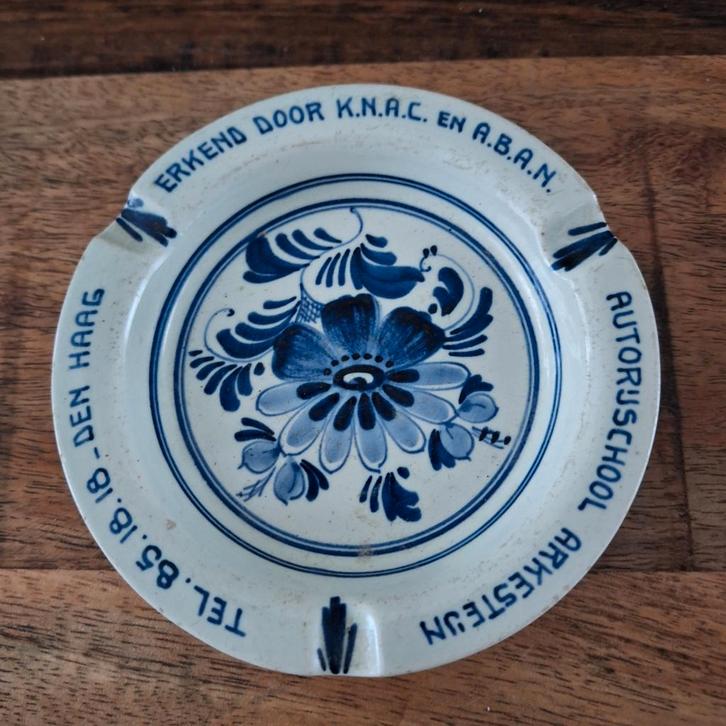 ERKEND DOOR K.N.A.C. EN A.B.A.N.
AUTORIJSCHOOL ARKESTEIJN
TEL. 85.18.18 - DEN HAAG